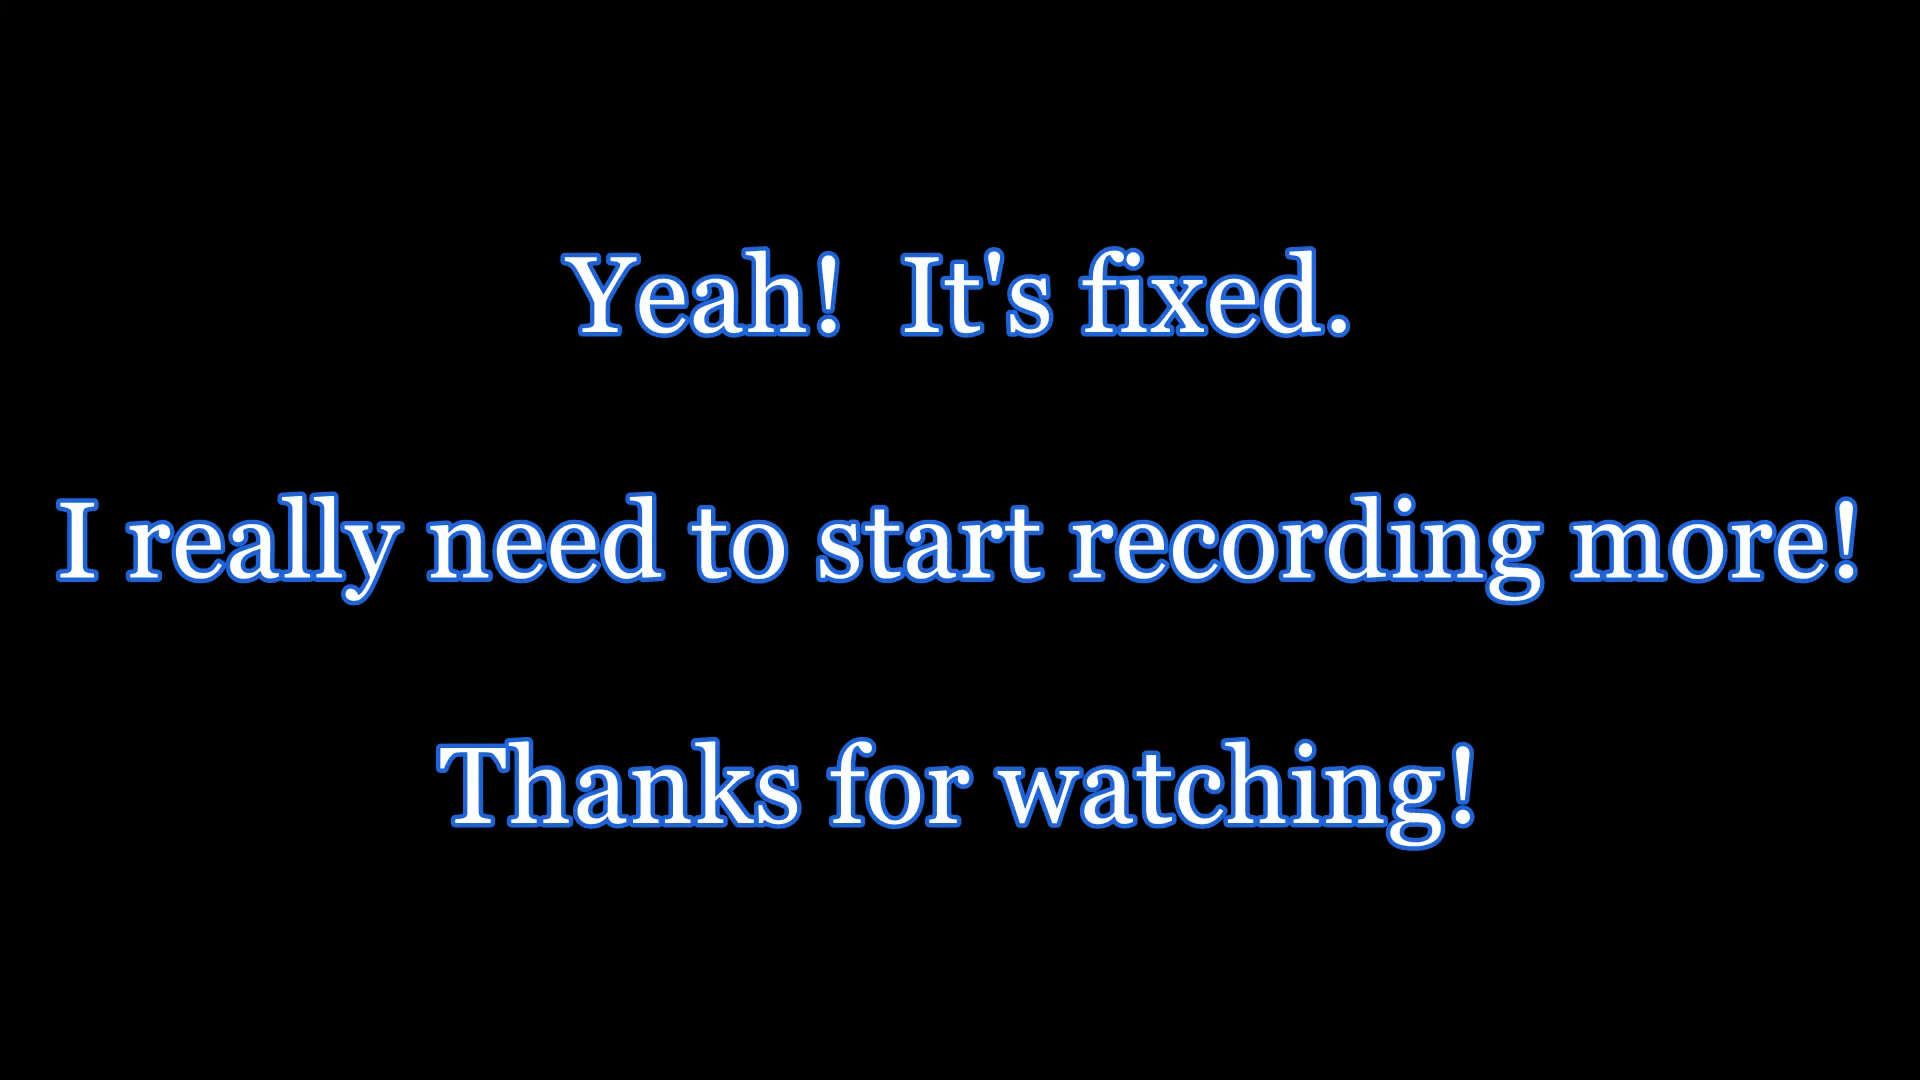 Yeah!  It's fixed.
I really need to start recording more!
Thanks for watching!